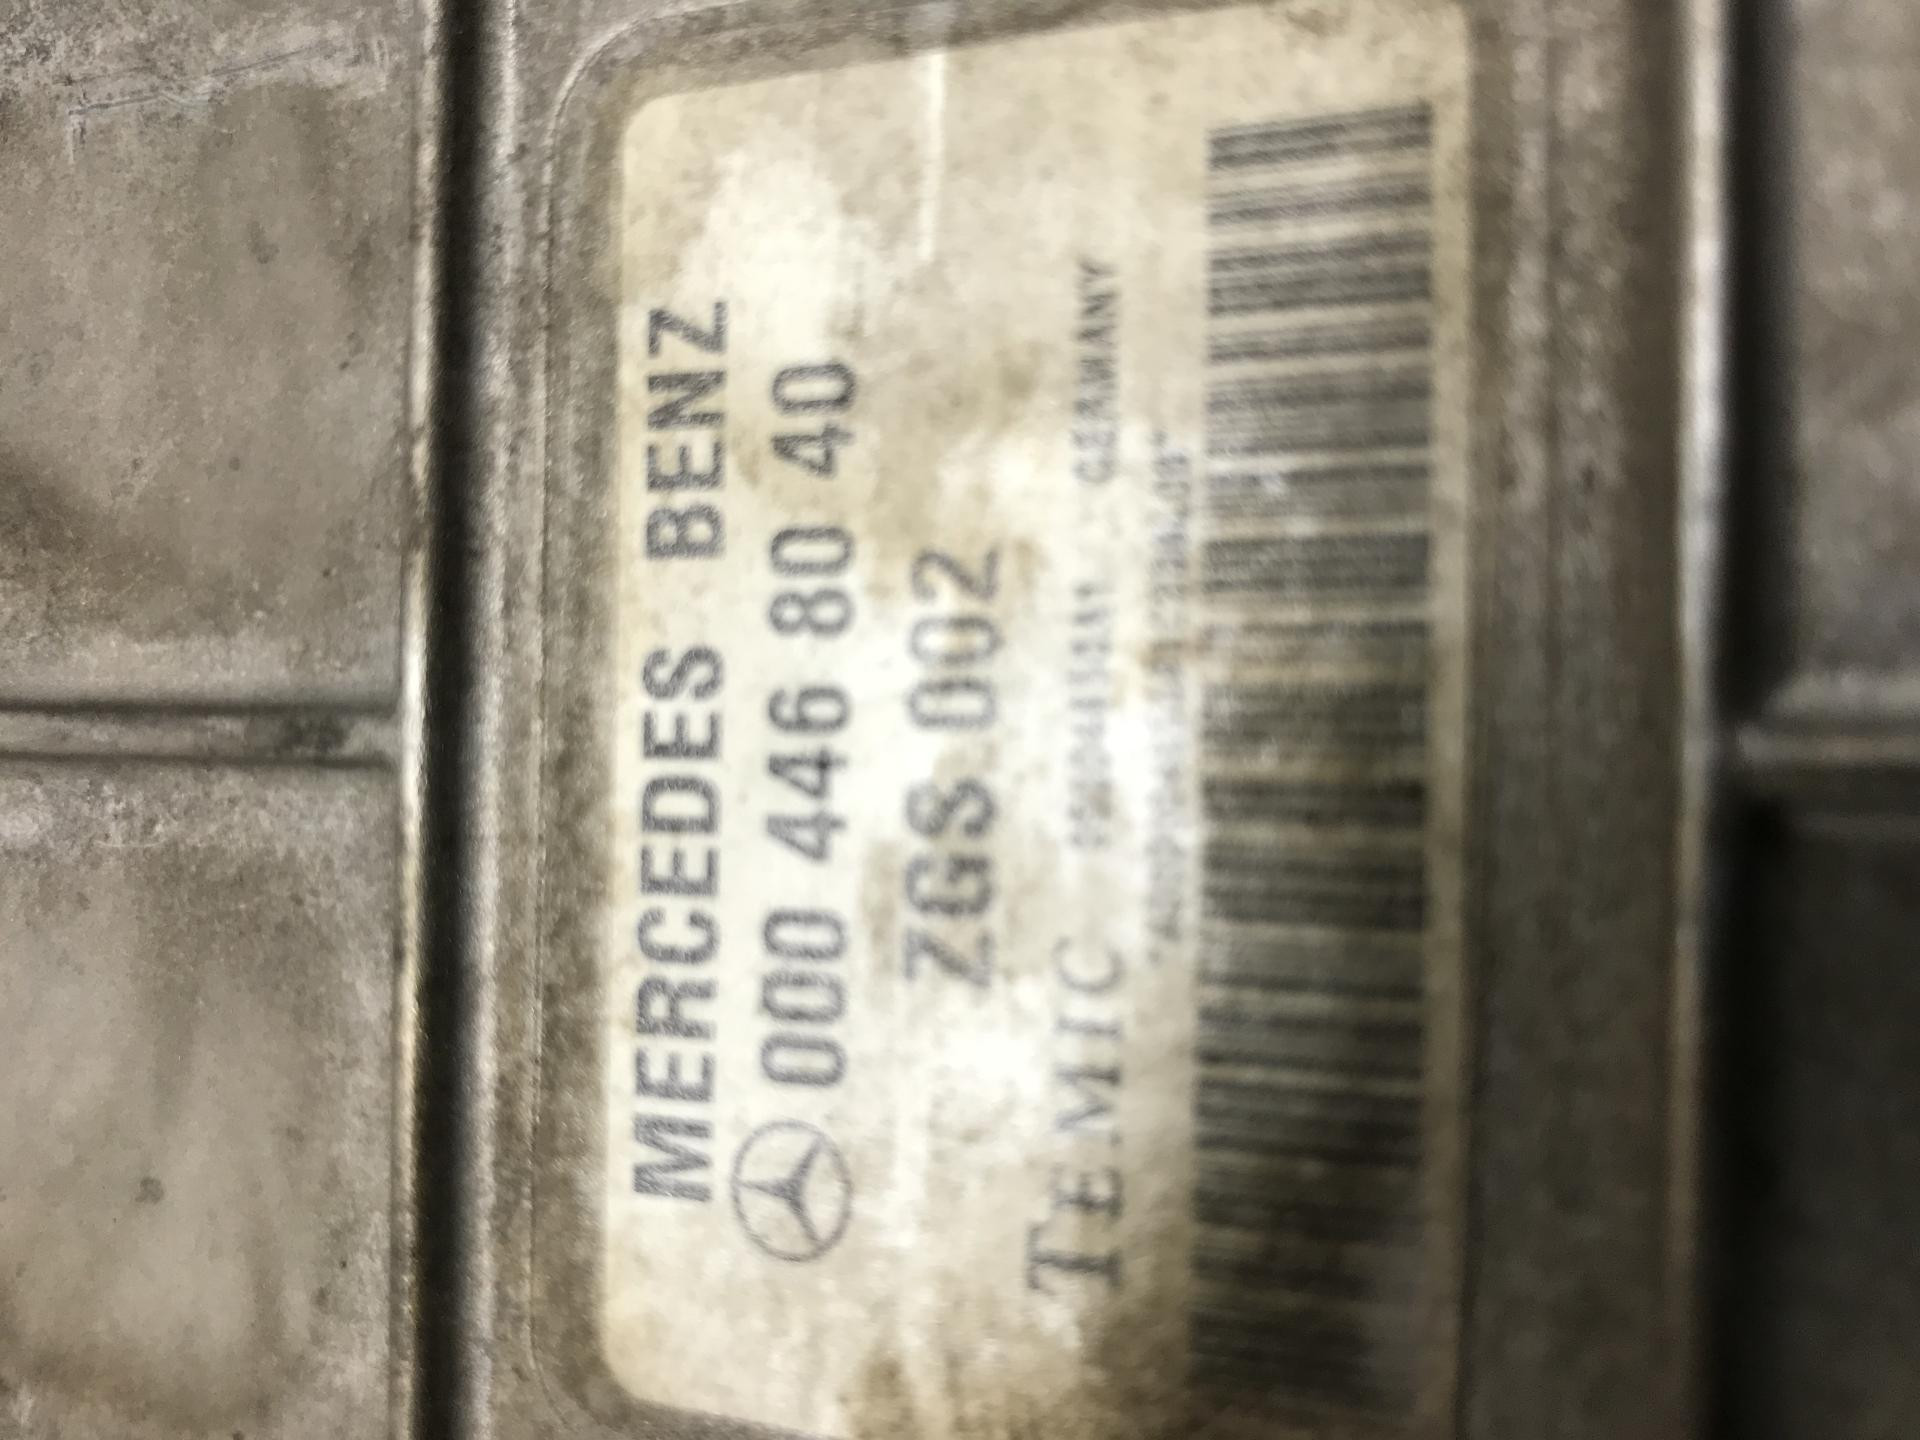 MERCEDES BENZ
000 446 80 40
ZGS 002
TEMIC GERMANY